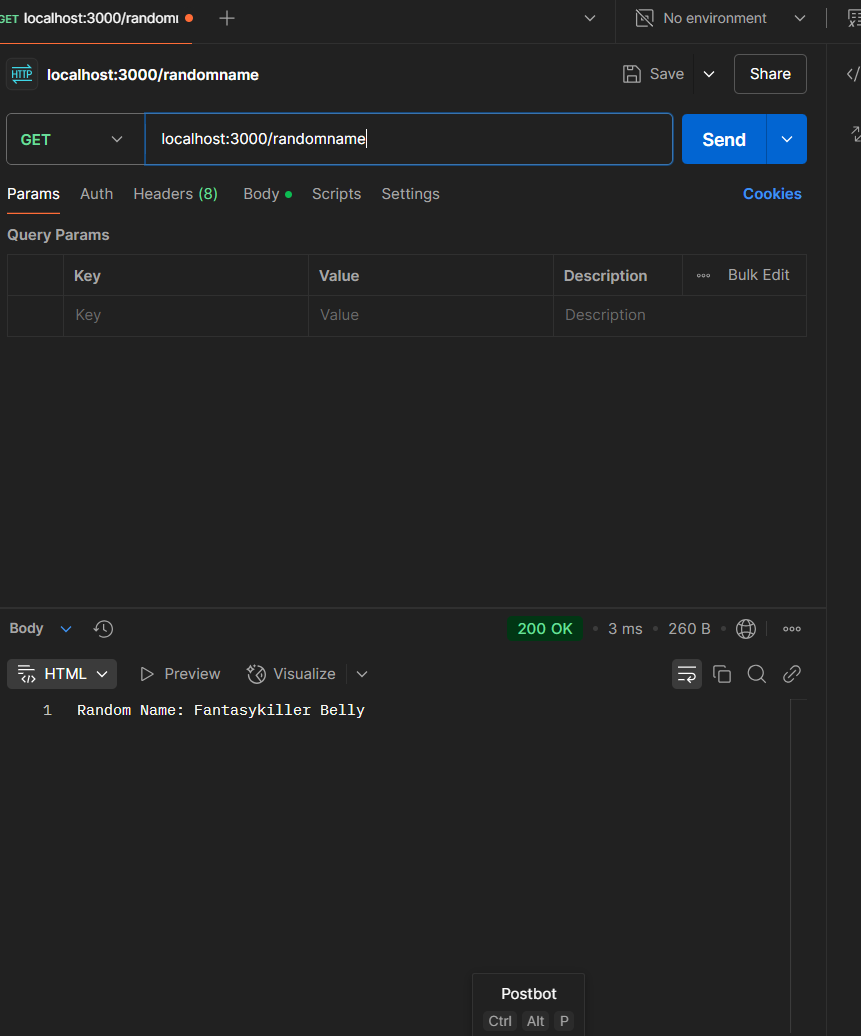 GET localhost:3000/random
No environment
HTTP localhost:3000/randomname
Save
Share
GET
localhost:3000/randomname
Send
Params Auth Headers (8) Body Scripts Settings Cookies
Query Params
Key Value Description Bulk Edit
Key Value Description
Body 200 OK 3 ms 260 B
HTML Preview Visualize
1 Random Name: Fantasykiller Belly
Postbot
Ctrl Alt P